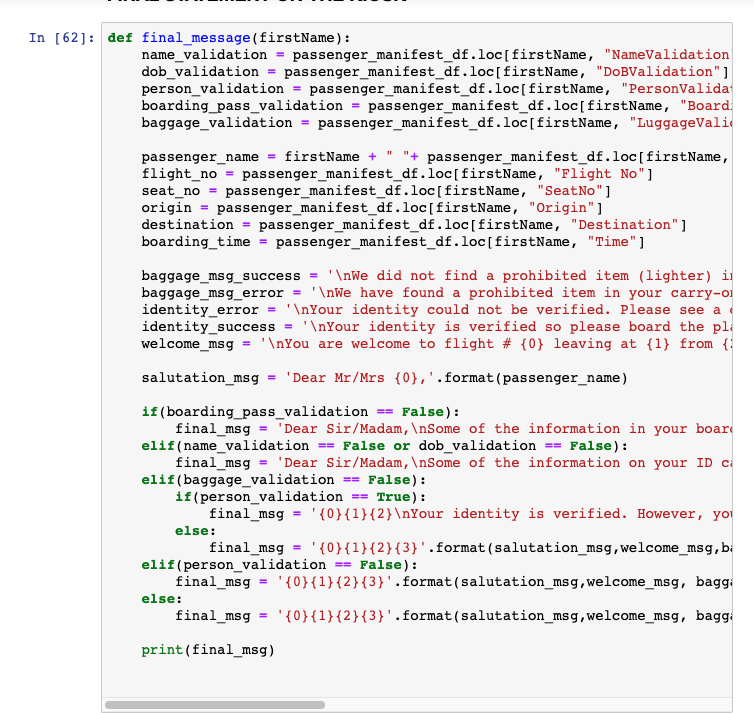 In [62]: def final_message(firstName):
    name_validation = passenger_manifest_df.loc[firstName, "NameValidation
    dob_validation = passenger_manifest_df.loc[firstName, "DoBValidation"]
    person_validation = passenger_manifest_df.loc[firstName, "PersonValida
    boarding_pass_validation = passenger_manifest_df.loc[firstName, "Board
    baggage_validation = passenger_manifest_df.loc[firstName, "LuggageVali
    passenger_name = firstName + " "+ passenger_manifest_df.loc[firstName,
    flight_no = passenger_manifest_df.loc[firstName, "Flight No"]
    seat_no = passenger_manifest_df.loc[firstName, "SeatNo"]
    origin = passenger_manifest_df.loc[firstName, "Origin"]
    destination = passenger_manifest_df.loc[firstName, "Destination"]
    boarding_time = passenger_manifest_df.loc[firstName, "Time"]
    baggage_msg_success = '\nWe did not find a prohibited item (lighter) i
    baggage_msg_error = '\nWe have found a prohibited item in your carry-o
    identity_error = '\nYour identity could not be verified. Please see a
    identity_success = '\nYour identity is verified so please board the pl
    welcome_msg = '\nYou are welcome to flight # {0} leaving at {1} from {
    salutation_msg = 'Dear Mr/Mrs {0},'.format(passenger_name)
    if(boarding_pass_validation == False):
        final_msg = 'Dear Sir/Madam,\nSome of the information in your boar
    elif(name_validation == False or dob_validation == False):
        final_msg = 'Dear Sir/Madam,\nSome of the information on your ID c
    elif(baggage_validation == False):
        if(person_validation == True):
            final_msg = '{0}{1}{2}\nYour identity is verified. However, yo
        else:
            final_msg = '{0}{1}{2}{3}'.format(salutation_msg,welcome_msg,b
    elif(person_validation == False):
        final_msg = '{0}{1}{2}{3}'.format(salutation_msg,welcome_msg, bagg
    else:
        final_msg = '{0}{1}{2}{3}'.format(salutation_msg,welcome_msg, bagg
    print(final_msg)